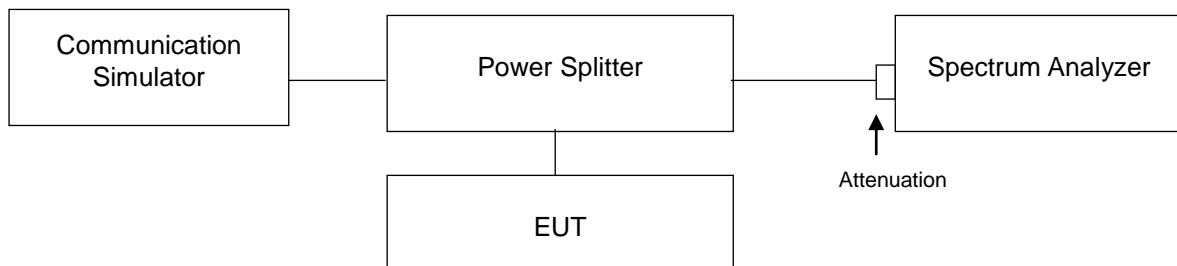 Communication
Simulator
Power Splitter
Spectrum Analyzer
Attenuation
EUT